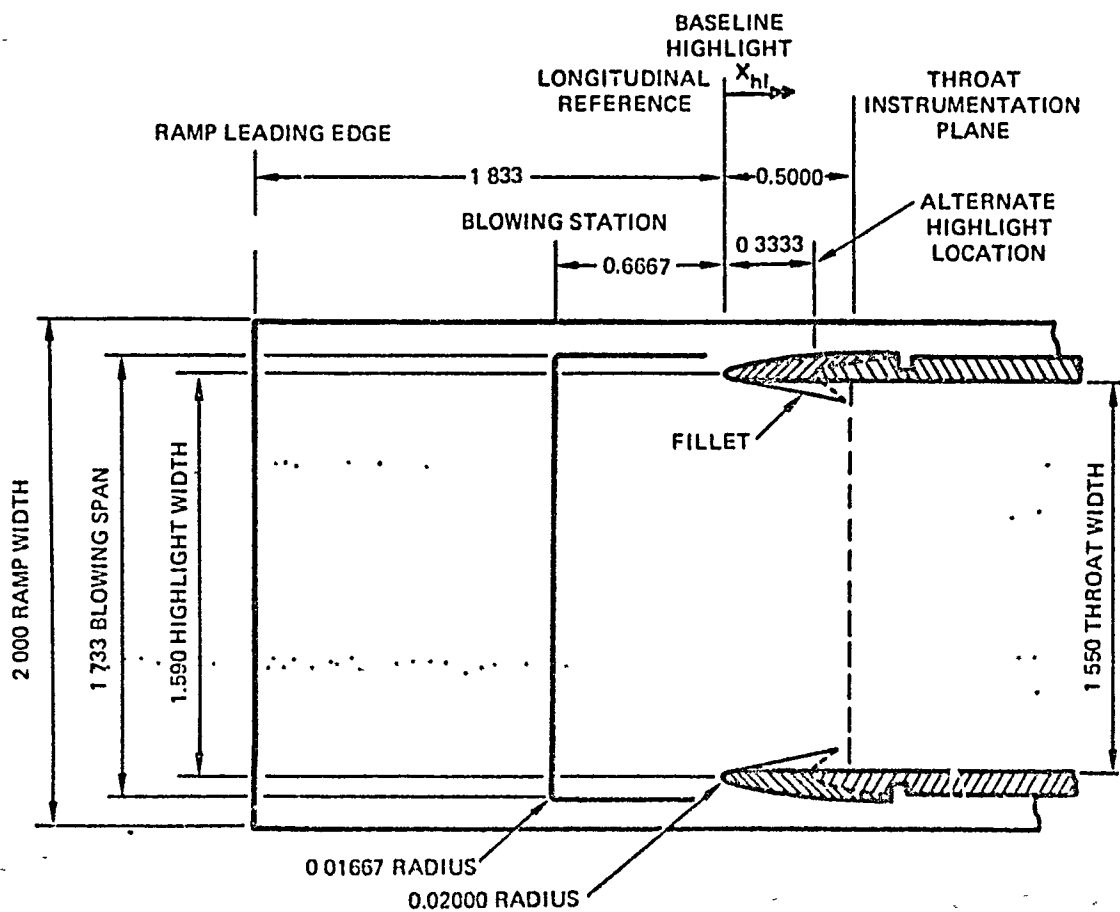 BASELINE
HIGHLIGHT
X_hl
LONGITUDINAL
REFERENCE
THROAT
INSTRUMENTATION
PLANE
RAMP LEADING EDGE
1 833
0.5000
ALTERNATE
HIGHLIGHT
LOCATION
BLOWING STATION
0 3333
0.6667
FILLET
2 000 RAMP WIDTH
1 733 BLOWING SPAN
1.590 HIGHLIGHT WIDTH
1 550 THROAT WIDTH
0 01667 RADIUS
0.02000 RADIUS